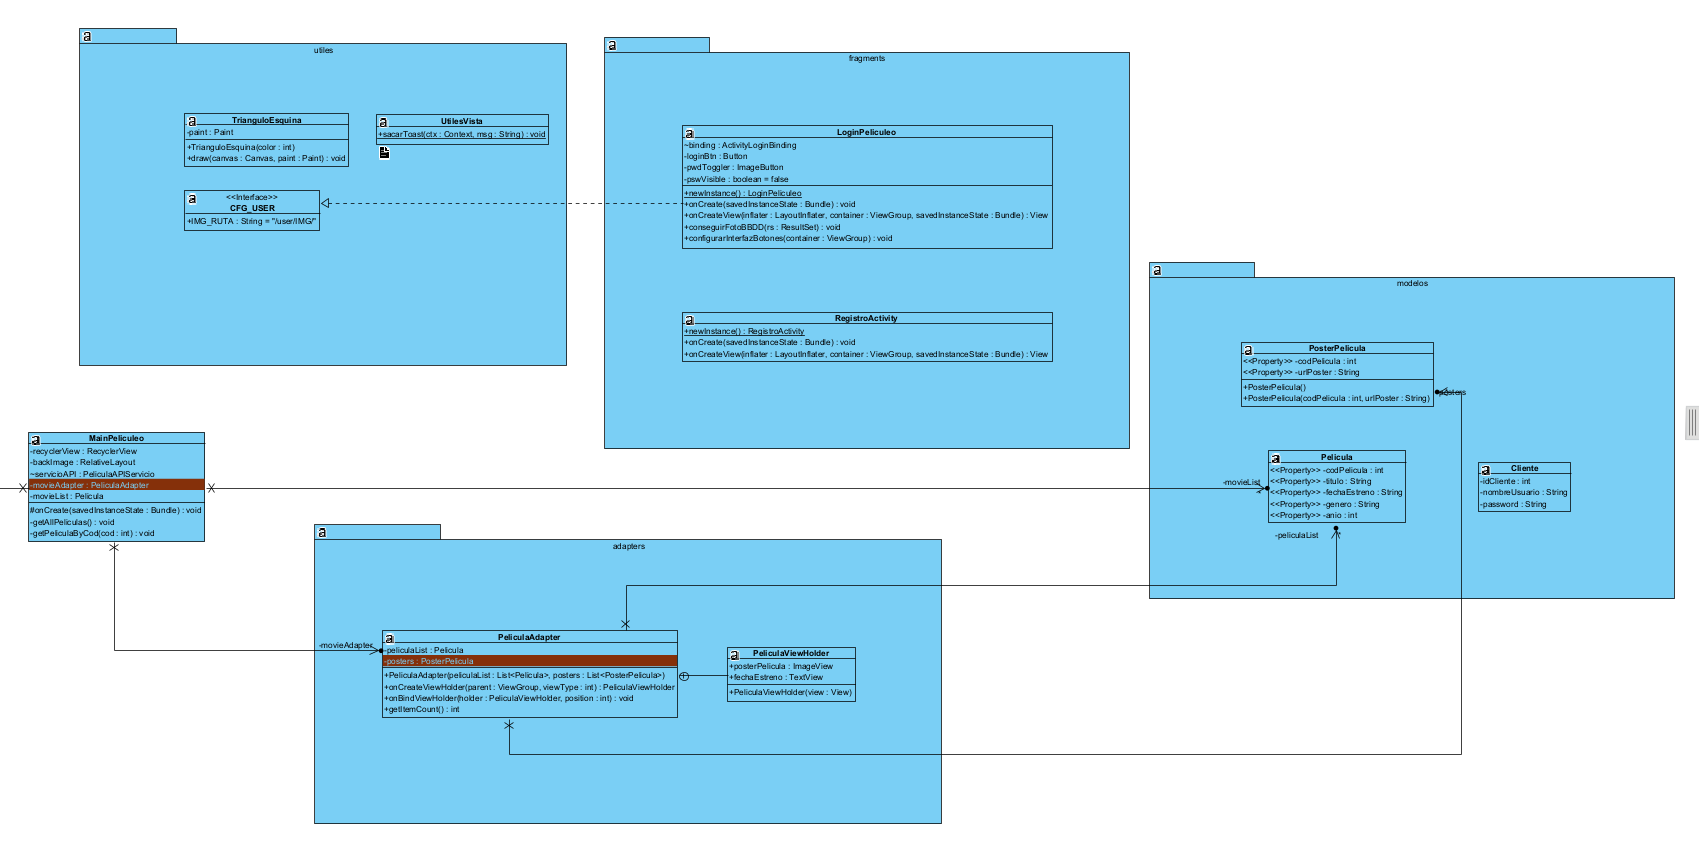 utiles
TrianguloEsquina
-paint : Paint
+TrianguloEsquina(color : int)
+draw(canvas : Canvas, paint : Paint) : void
UtilesVista
+sacarToast(ctx : Context, msg : String) : void
<<Interface>>
CFG_USER
+IMG_RUTA : String = "/user/IMG/"
fragments
LoginPeliculeo
~binding : ActivityLoginBinding
-loginBtn : Button
-pwdToggler : ImageButton
-pswVisible : boolean = false
+newInstance() : LoginPeliculeo
+onCreate(savedInstanceState : Bundle) : void
+onCreateView(inflater : LayoutInflater, container : ViewGroup, savedInstanceState : Bundle) : View
+conseguirFotoBBDD(rs : ResultSet) : void
+configurarInterfazBotones(container : ViewGroup) : void
RegistroActivity
+newInstance() : RegistroActivity
+onCreate(savedInstanceState : Bundle) : void
+onCreateView(inflater : LayoutInflater, container : ViewGroup, savedInstanceState : Bundle) : View
modelos
PosterPelicula
<<Property>> -codPelicula : int
<<Property>> -urlPoster : String
+PosterPelicula()
+PosterPelicula(codPelicula : int, urlPoster : String)
-posters
Pelicula
<<Property>> -codPelicula : int
<<Property>> -titulo : String
<<Property>> -fechaEstreno : String
<<Property>> -genero : String
<<Property>> -anio : int
-movieList
-peliculaList
Cliente
-idCliente : int
-nombreUsuario : String
-password : String
MainPeliculeo
-recyclerView : RecyclerView
-backImage : RelativeLayout
~servicioAPI : PeliculaAPIServicio
-movieAdapter : PeliculaAdapter
-movieList : Pelicula
#onCreate(savedInstanceState : Bundle) : void
-getAllPeliculas() : void
-getPeliculaByCod(cod : int) : void
adapters
-movieAdapter
PeliculaAdapter
-peliculaList : Pelicula
-posters : PosterPelicula
+PeliculaAdapter(peliculaList : List<Pelicula>, posters : List<PosterPelicula>)
+onCreateViewHolder(parent : ViewGroup, viewType : int) : PeliculaViewHolder
+onBindViewHolder(holder : PeliculaViewHolder, position : int) : void
+getItemCount() : int
PeliculaViewHolder
+posterPelicula : ImageView
+fechaEstreno : TextView
+PeliculaViewHolder(view : View)